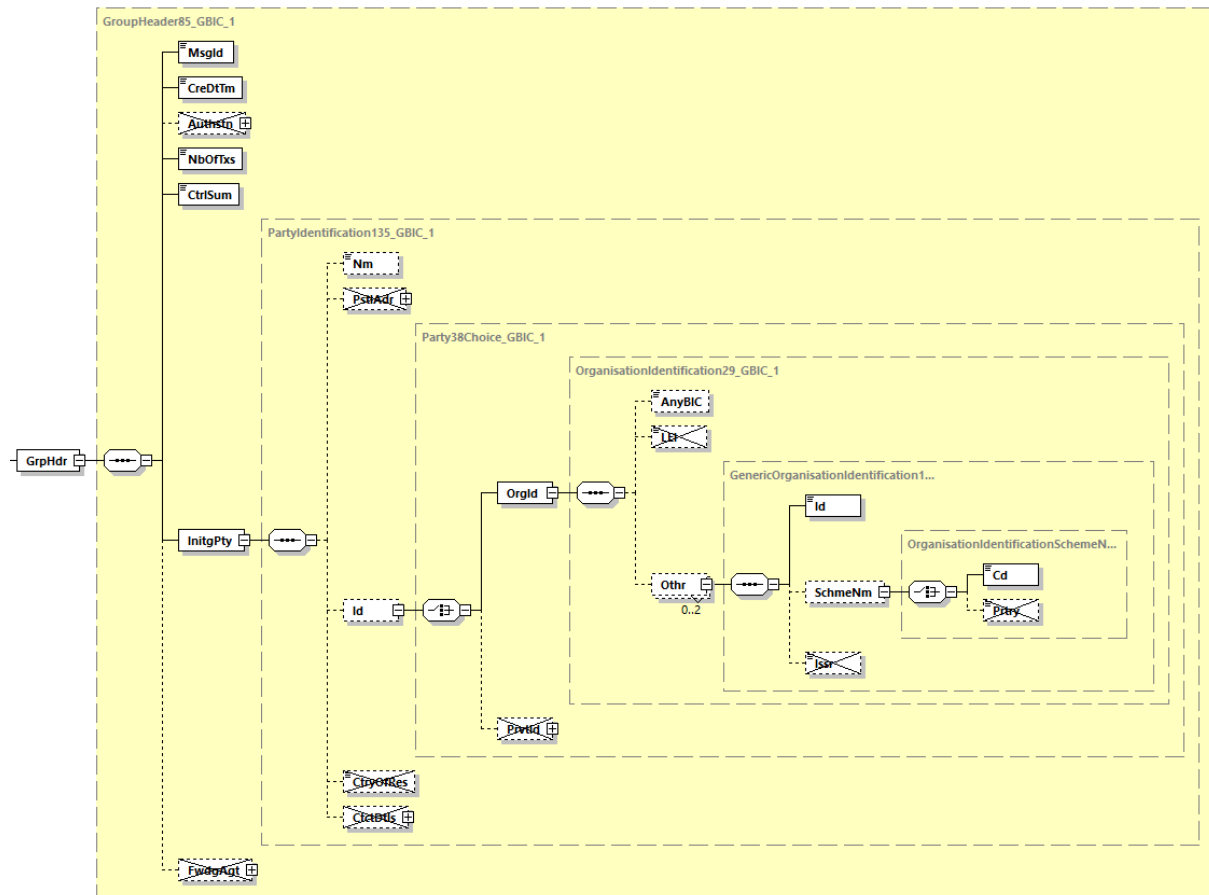 GroupHeader85_GBIC_1
MsgId
CreDtTm
Authstn
NbOfTxs
CtrlSum
PartyIdentification135_GBIC_1
Nm
PstlAdr
Party38Choice_GBIC_1
OrganisationIdentification29_GBIC_1
AnyBIC
LEI
GrpHdr
GenericOrganisationIdentification1...
OrgId
Id
OrganisationIdentificationSchemeN...
InitgPty
Cd
Othr
SchmeNm
0..2
Id
Prtry
Issr
PrvtId
CtryOfRes
CtctDtls
FwdgAgt